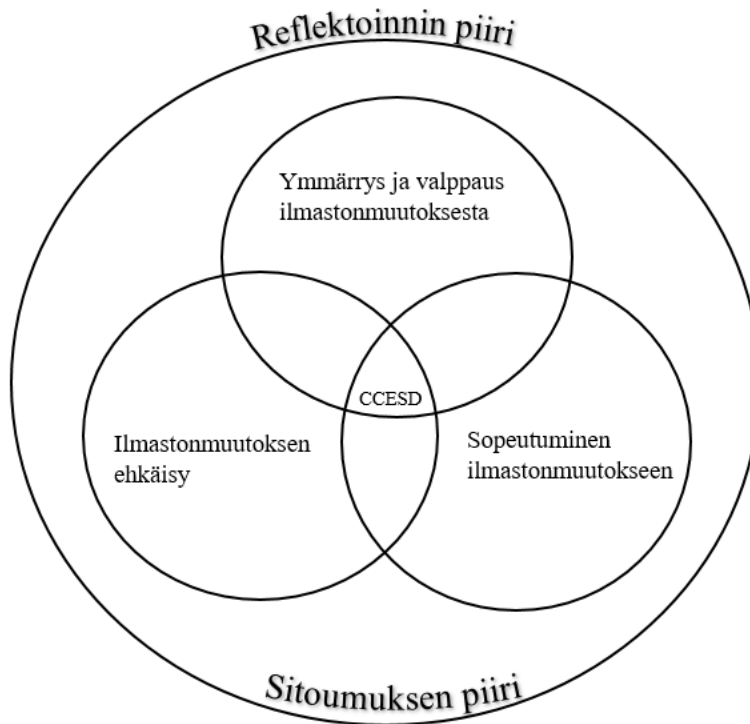 Reflektoinnin piiri
Ymmärrys ja valppaus
ilmastonmuutoksesta
CCESD
Ilmastonmuutoksen
ehkäisy
Sopeutuminen
ilmastonmuutokseen
Sitoumuksen piiri